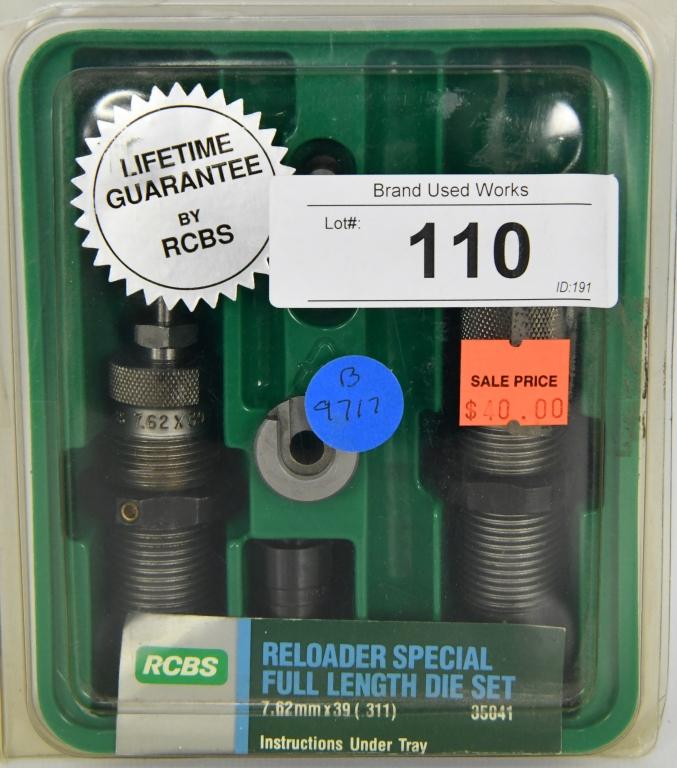 LIFETIME
GUARANTEE
BY
RCBS
Brand Used Works
Lot#:
110
ID:191
SALE PRICE
$40.00
B
9717
7.62 X
RCBS
RELOADER SPECIAL
FULL LENGTH DIE SET
7.62mm x 39 (.311) 35041
Instructions Under Tray